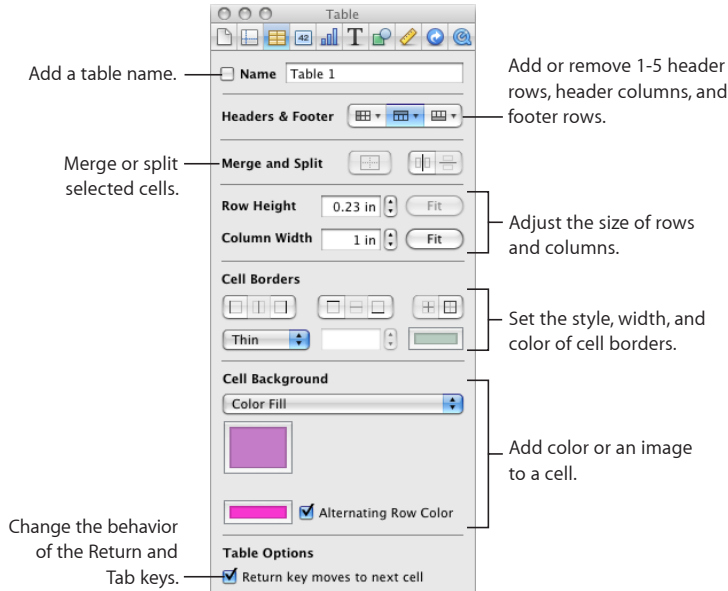 Table
42
Add a table name.
Name Table 1
Add or remove 1-5 header
rows, header columns, and
footer rows.
Headers & Footer
Merge or split
selected cells.
Merge and Split
Row Height 0.23 in Fit
Column Width 1 in Fit
Adjust the size of rows
and columns.
Cell Borders
Thin
Set the style, width, and
color of cell borders.
Cell Background
Color Fill
Add color or an image
to a cell.
Alternating Row Color
Change the behavior
of the Return and
Tab keys.
Table Options
Return key moves to next cell